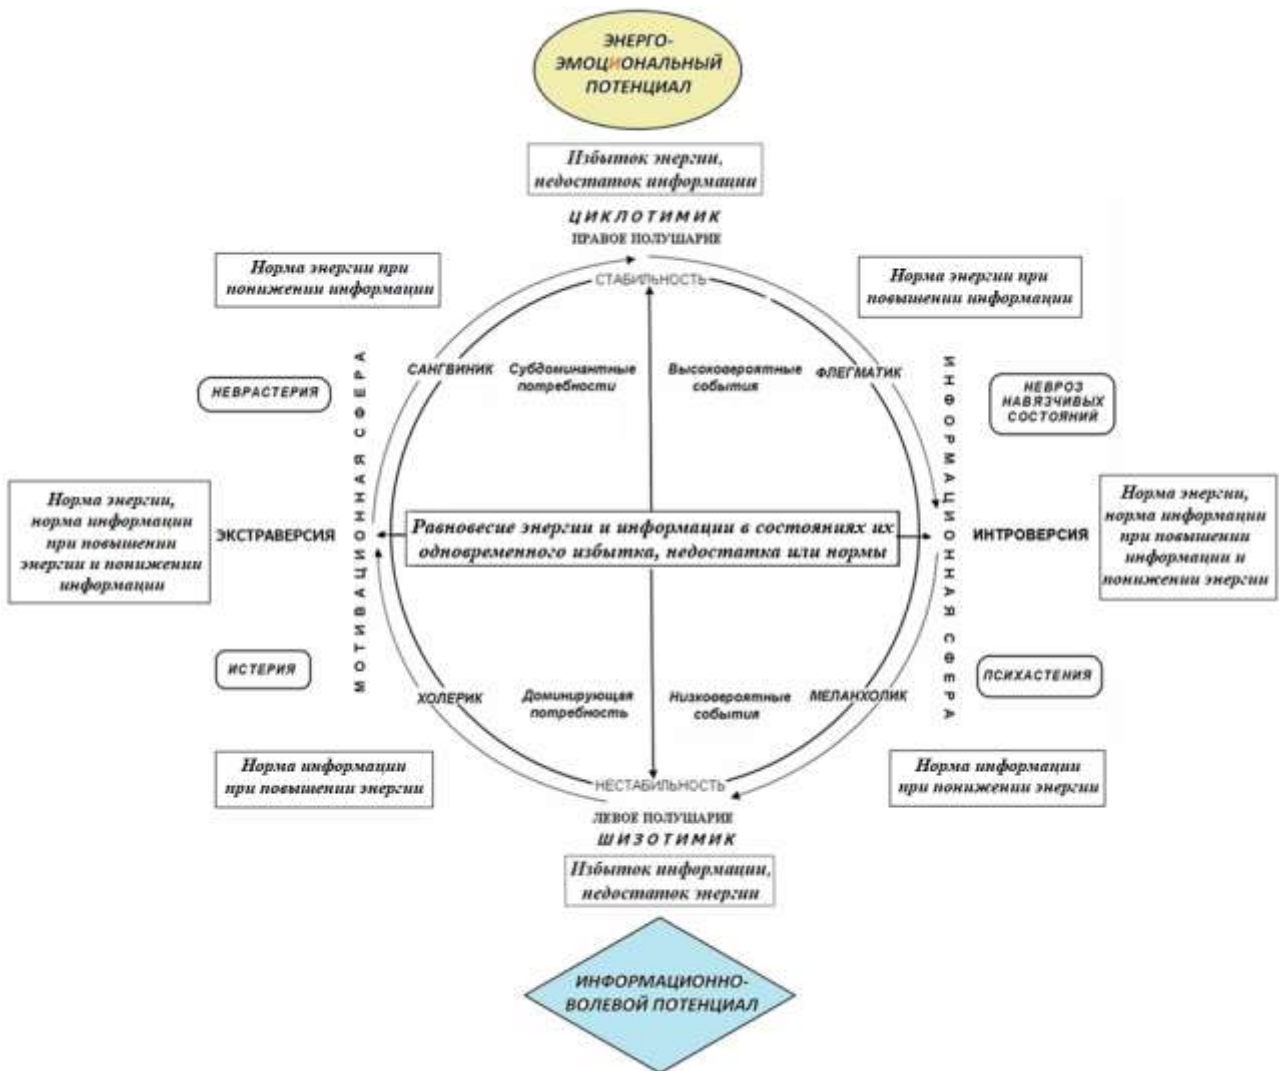 ЭНЕРГО-
ЭМОЦИОНАЛЬНЫЙ
ПОТЕНЦИАЛ
Избыток энергии,
недостаток информации
ЦИКЛОТИМИК
ПРАВОЕ ПОЛУШАРИЕ
СТАБИЛЬНОСТЬ
Норма энергии при
понижении информации
Норма энергии при
повышении информации
НЕВРАСТЕРИЯ
МОТИВАЦИОННАЯ СФЕРА
САНГВИНИК
Субдоминантные
потребности
Высоковероятные
события
ФЛЕГМАТИК
ИНФОРМАЦИОННАЯ СФЕРА
НЕВРОЗ
НАВЯЗЧИВЫХ
СОСТОЯНИЙ
Норма энергии,
норма информации
при повышении
энергии и понижении
информации
ЭКСТРАВЕРСИЯ
Равновесие энергии и информации в состояниях их
одновременного избытка, недостатка или нормы
ИНТРОВЕРСИЯ
Норма энергии,
норма информации
при повышении
информации и
понижении энергии
ИСТЕРИЯ
ХОЛЕРИК
Доминирующая
потребность
Низковероятные
события
МЕЛАНХОЛИК
ПСИХАСТЕНИЯ
Норма информации
при повышении энергии
Норма информации
при понижении энергии
НЕСТАБИЛЬНОСТЬ
ЛЕВОЕ ПОЛУШАРИЕ
ШИЗОТИМИК
Избыток информации,
недостаток энергии
ИНФОРМАЦИОННО-
ВОЛЕВОЙ ПОТЕНЦИАЛ